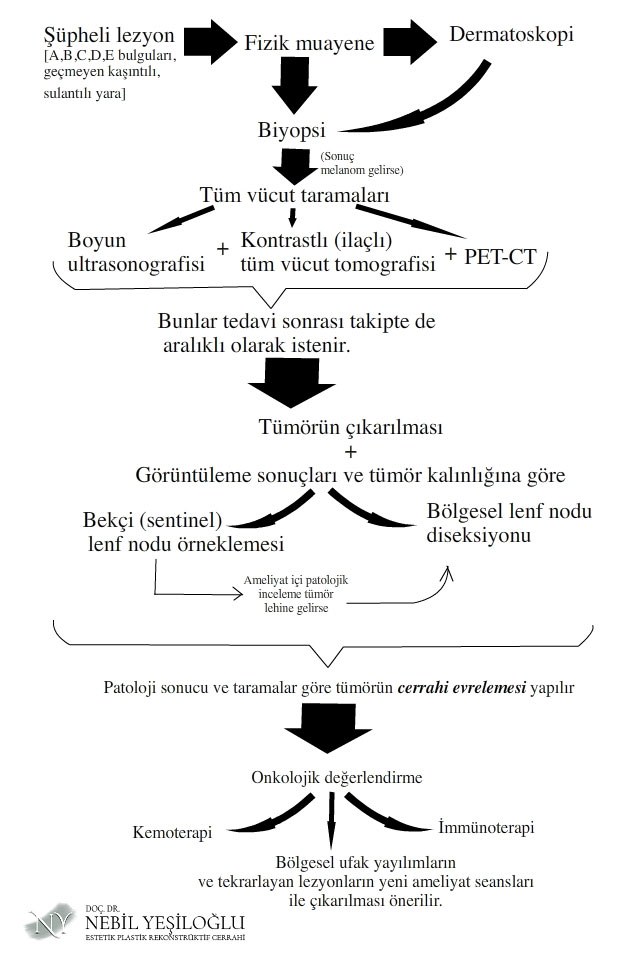 Şüpheli lezyon
[A,B,C,D,E bulguları,
geçmeyen kaşıntılı,
sulantılı yara]
Fizik muayene
Dermatoskopi
Biyopsi
(Sonuç
melanom gelirse)
Tüm vücut taramaları
Boyun
ultrasonografisi
+
Kontrastlı (ilaçlı)
tüm vücut tomografisi
+
PET-CT
Bunlar tedavi sonrası takipte de
aralıklı olarak istenir.
Tümörün çıkarılması
+
Görüntüleme sonuçları ve tümör kalınlığına göre
Bekçi (sentinel)
lenf nodu örneklemesi
Bölgesel lenf nodu
diseksiyonu
Ameliyat içi patolojik
inceleme tümör
lehine gelirse
Patoloji sonucu ve taramalar göre tümörün cerrahi evrelemesi yapılır
Onkolojik değerlendirme
Kemoterapi
İmmünoterapi
Bölgesel ufak yayılımların
ve tekrarlayan lezyonların yeni ameliyat seansları
ile çıkarılması önerilir.
NY
DOÇ. DR.
NEBİL YEŞİLOĞLU
ESTETİK PLASTİK REKONSTRÜKTİF CERRAHİ